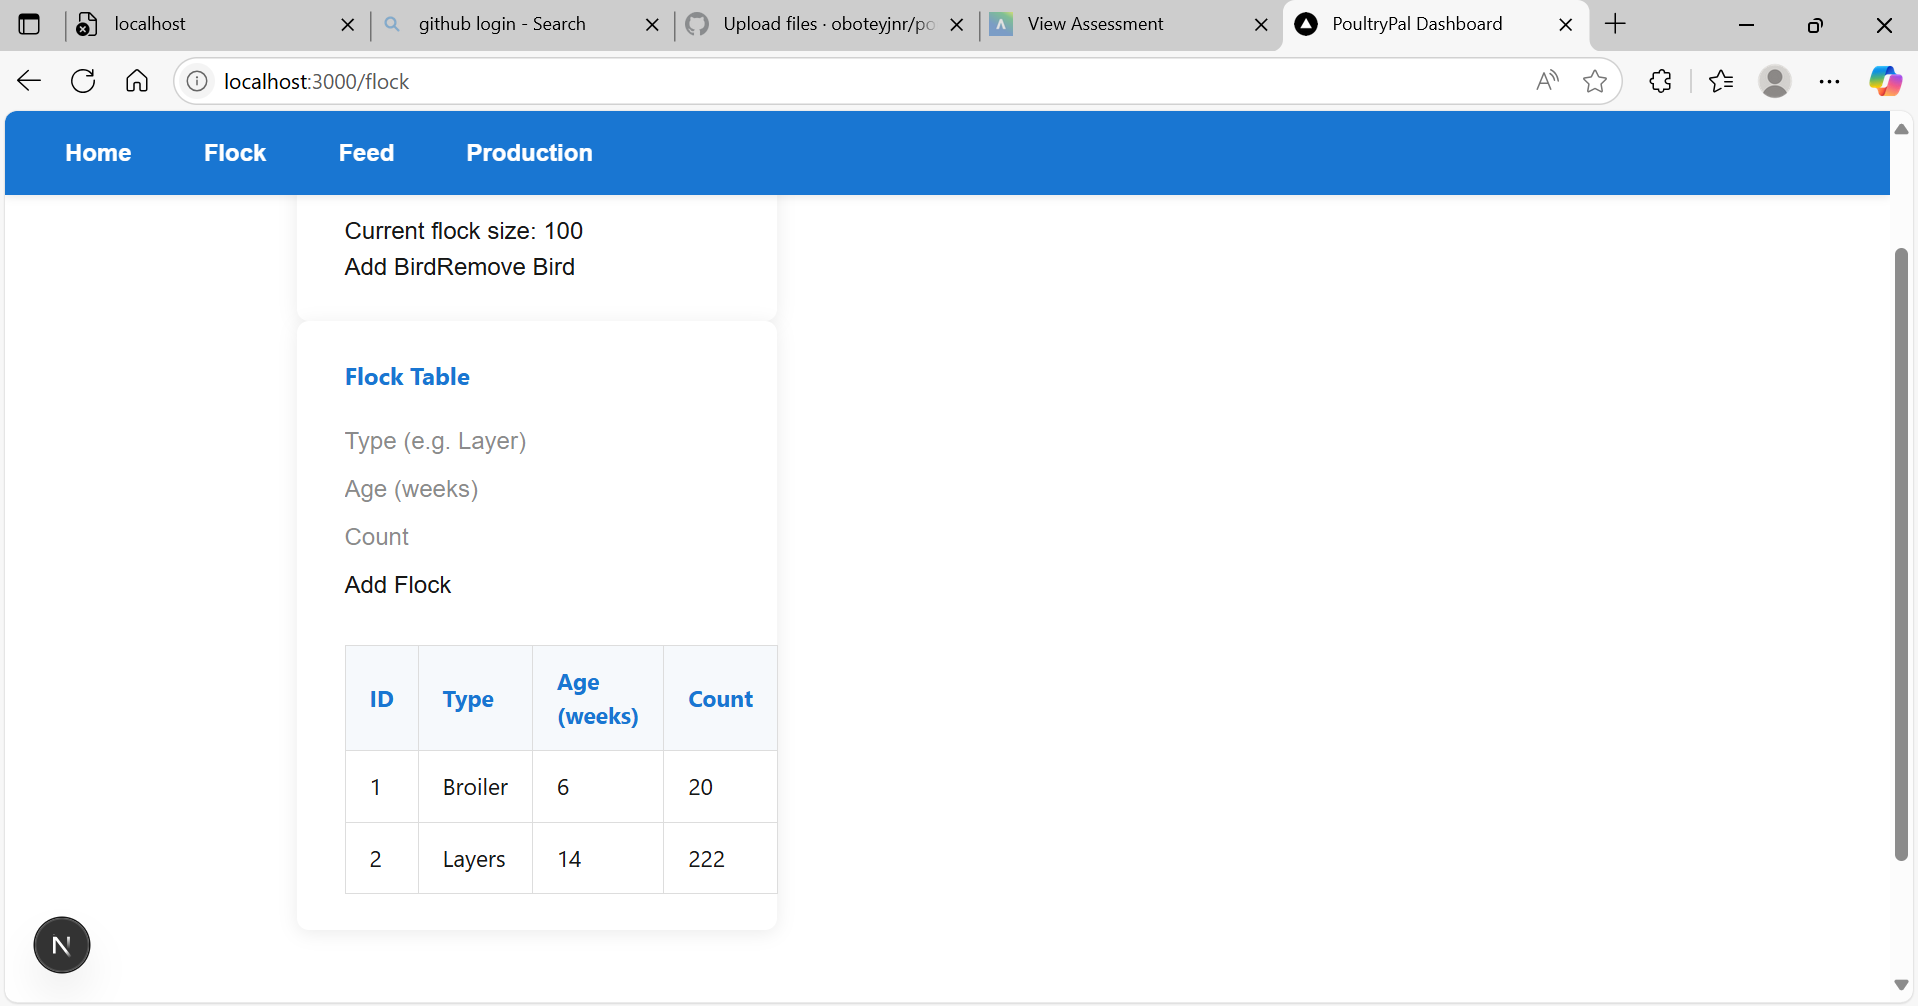 localhost
github login - Search
Upload files · oboteyjnr/po
View Assessment
PoultryPal Dashboard
localhost:3000/flock
Home Flock Feed Production
Current flock size: 100
Add BirdRemove Bird
Flock Table
Type (e.g. Layer)
Age (weeks)
Count
Add Flock
ID Type Age (weeks) Count
1 Broiler 6 20
2 Layers 14 222
N